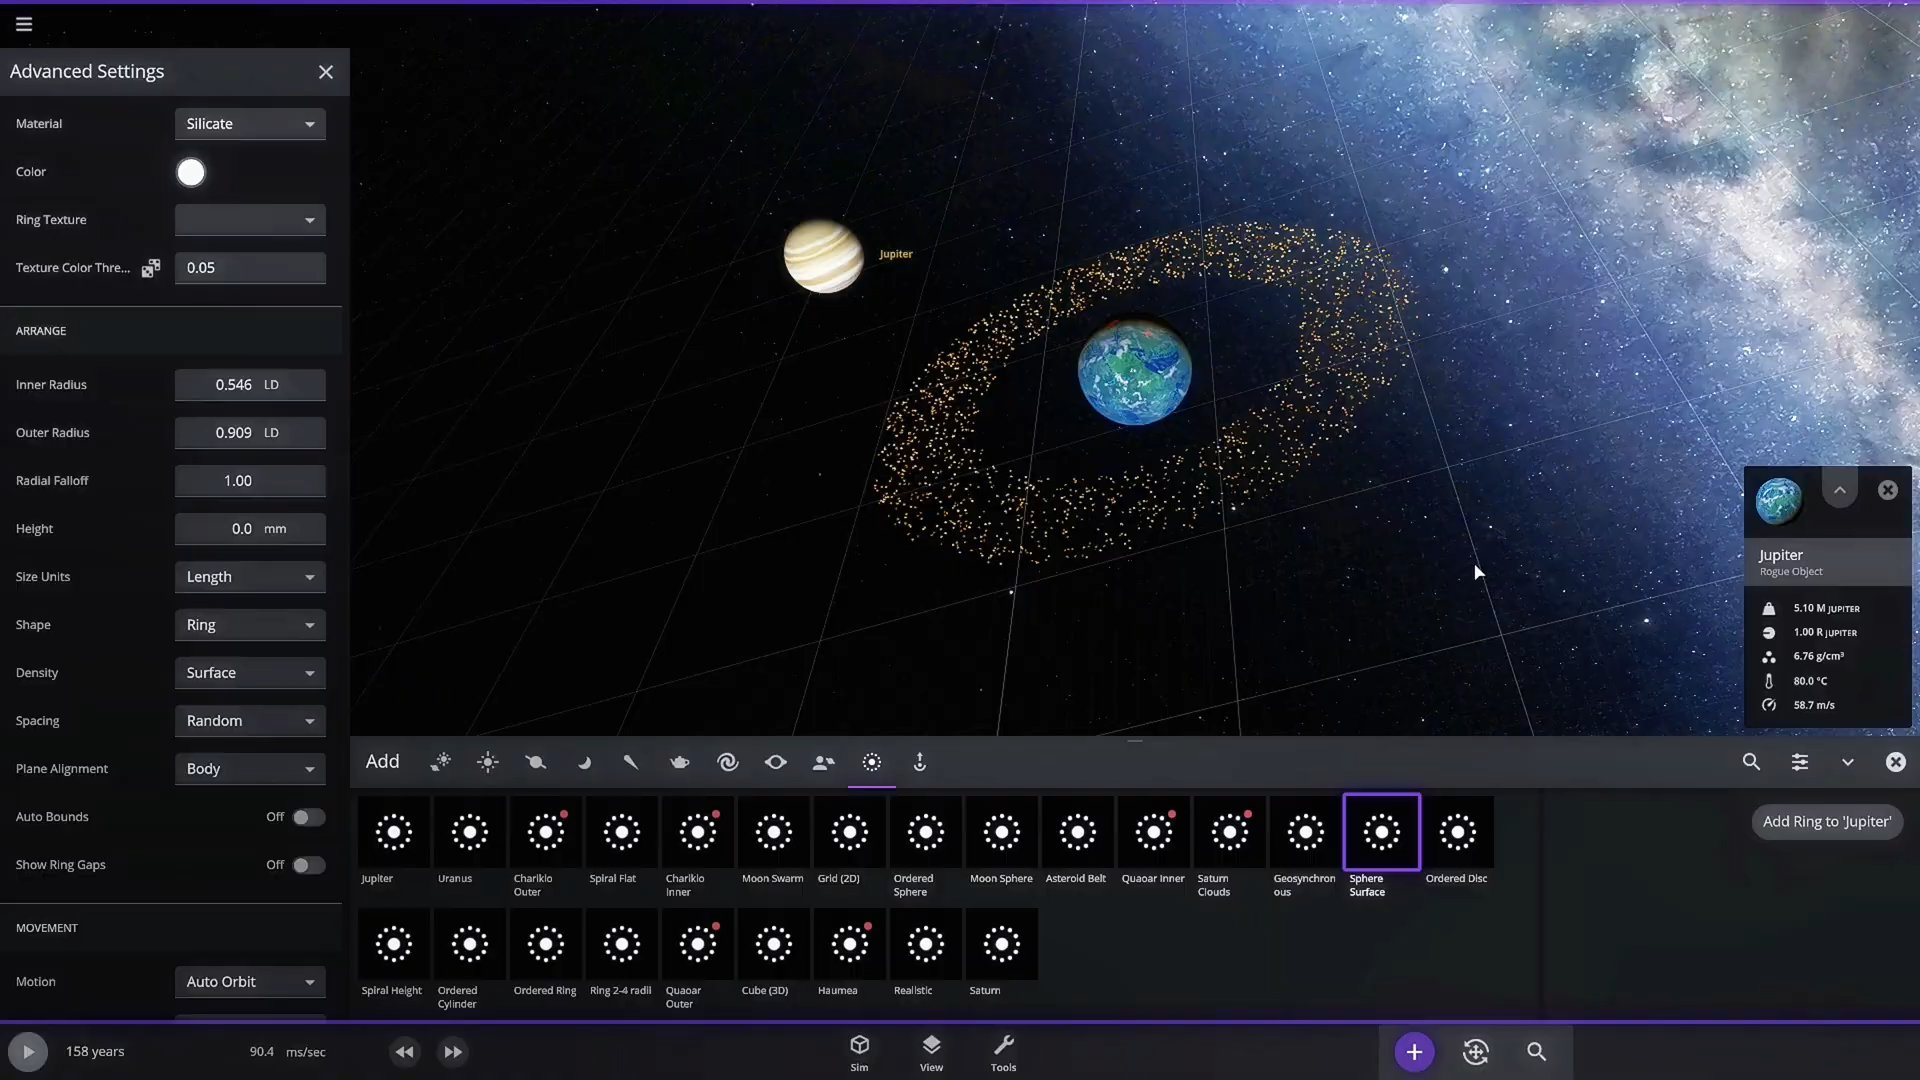 Advanced Settings
Material
Silicate
Color
Ring Texture
Texture Color Thre...
0.05
ARRANGE
Inner Radius
0.546 LD
Outer Radius
0.909 LD
Radial Falloff
1.00
Height
0.0 mm
Size Units
Length
Shape
Ring
Density
Surface
Spacing
Random
Plane Alignment
Body
Auto Bounds
Off
Show Ring Gaps
Off
MOVEMENT
Motion
Auto Orbit
Jupiter
Jupiter
Rogue Object
5.10 M JUPITER
1.00 R JUPITER
6.76 g/cm³
80.0 °C
58.7 m/s
Add
Add Ring to 'Jupiter'
Jupiter
Uranus
Chariklo
Outer
Spiral Flat
Chariklo
Inner
Moon Swarm
Grid (2D)
Ordered
Sphere
Moon Sphere
Asteroid Belt
Quaoar Inner
Saturn
Clouds
Geosynchron
ous
Sphere
Surface
Ordered Disc
Spiral Height
Ordered
Cylinder
Ordered Ring
Ring 2-4 radii
Quaoar
Outer
Cube (3D)
Haumea
Realistic
Saturn
158 years
90.4 ms/sec
Sim
View
Tools